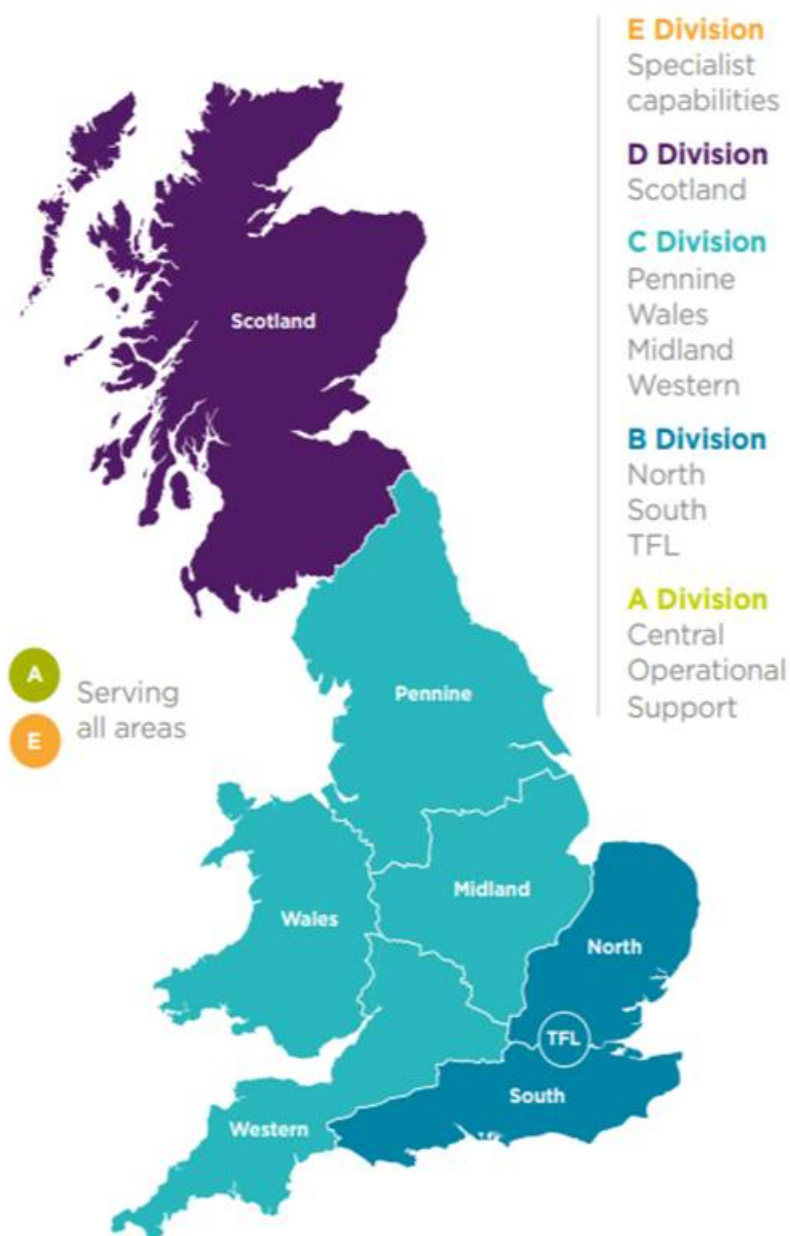 E Division
Specialist
capabilities
D Division
Scotland
C Division
Pennine
Wales
Midland
Western
B Division
North
South
TFL
A Division
Central
Operational
Support
Scotland
Pennine
A
Serving
all areas
E
Midland
Wales
North
TFL
South
Western